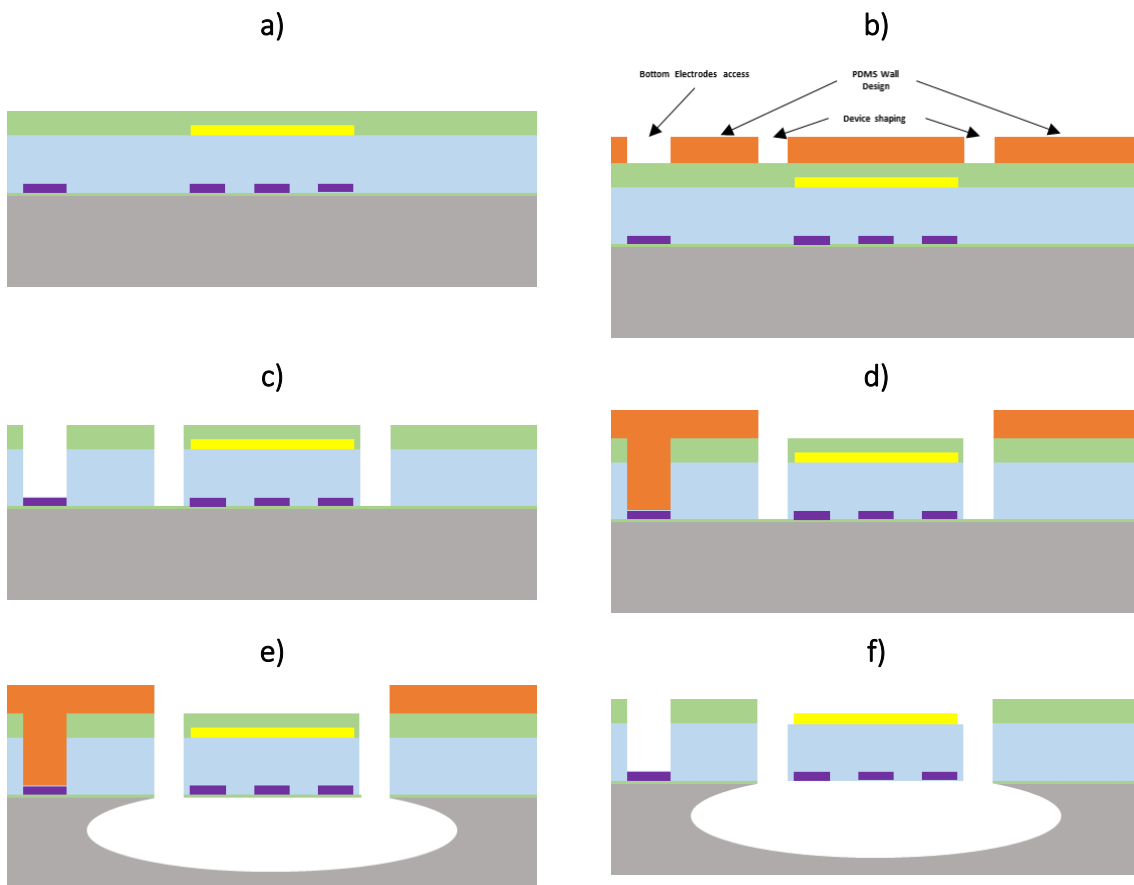 a)
b)
Bottom Electrodes access
PDMS Wall
Design
Device shaping
c)
d)
e)
f)